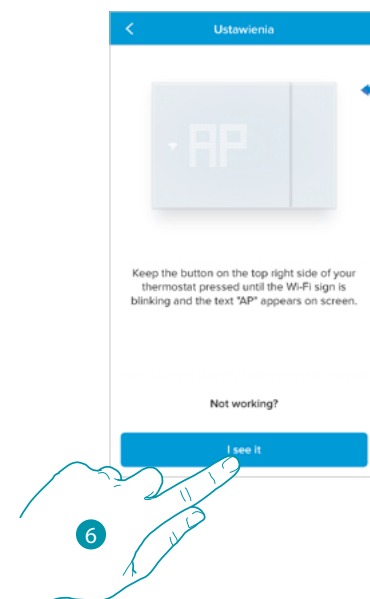 Ustawienia
AP
Keep the button on the top right side of your
thermostat pressed until the Wi-Fi sign is
blinking and the text "AP" appears on screen.
Not working?
I see it
6